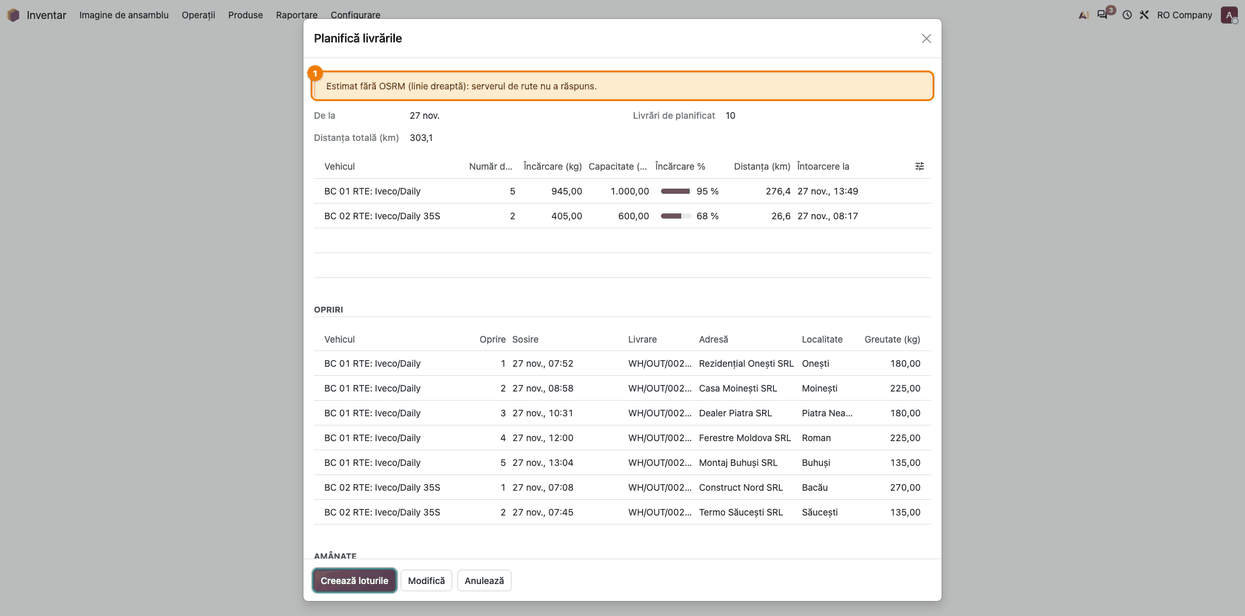 Inventar Imagine de ansamblu Operații Produse Raportare Configurare 3 RO Company A
Planifică livrările
1
Estimat fără OSRM (linie dreaptă): serverul de rute nu a răspuns.
De la 27 nov. Livrări de planificat 10
Distanța totală (km) 303,1
Vehicul Număr d... Încărcare (kg) Capacitate (... Încărcare % Distanța (km) Întoarcere la
BC 01 RTE: Iveco/Daily 5 945,00 1.000,00 95 % 276,4 27 nov., 13:49
BC 02 RTE: Iveco/Daily 35S 2 405,00 600,00 68 % 26,6 27 nov., 08:17
OPRIRI
Vehicul Oprire Sosire Livrare Adresă Localitate Greutate (kg)
BC 01 RTE: Iveco/Daily 1 27 nov., 07:52 WH/OUT/002... Rezidențial Onești SRL Onești 180,00
BC 01 RTE: Iveco/Daily 2 27 nov., 08:58 WH/OUT/002... Casa Moinești SRL Moinești 225,00
BC 01 RTE: Iveco/Daily 3 27 nov., 10:31 WH/OUT/002... Dealer Piatra SRL Piatra Nea... 180,00
BC 01 RTE: Iveco/Daily 4 27 nov., 12:00 WH/OUT/002... Ferestre Moldova SRL Roman 225,00
BC 01 RTE: Iveco/Daily 5 27 nov., 13:04 WH/OUT/002... Montaj Buhuși SRL Buhuși 135,00
BC 02 RTE: Iveco/Daily 35S 1 27 nov., 07:08 WH/OUT/002... Construct Nord SRL Bacău 270,00
BC 02 RTE: Iveco/Daily 35S 2 27 nov., 07:45 WH/OUT/002... Termo Săucești SRL Săucești 135,00
AMÂNATE
Creează loturile Modifică Anulează